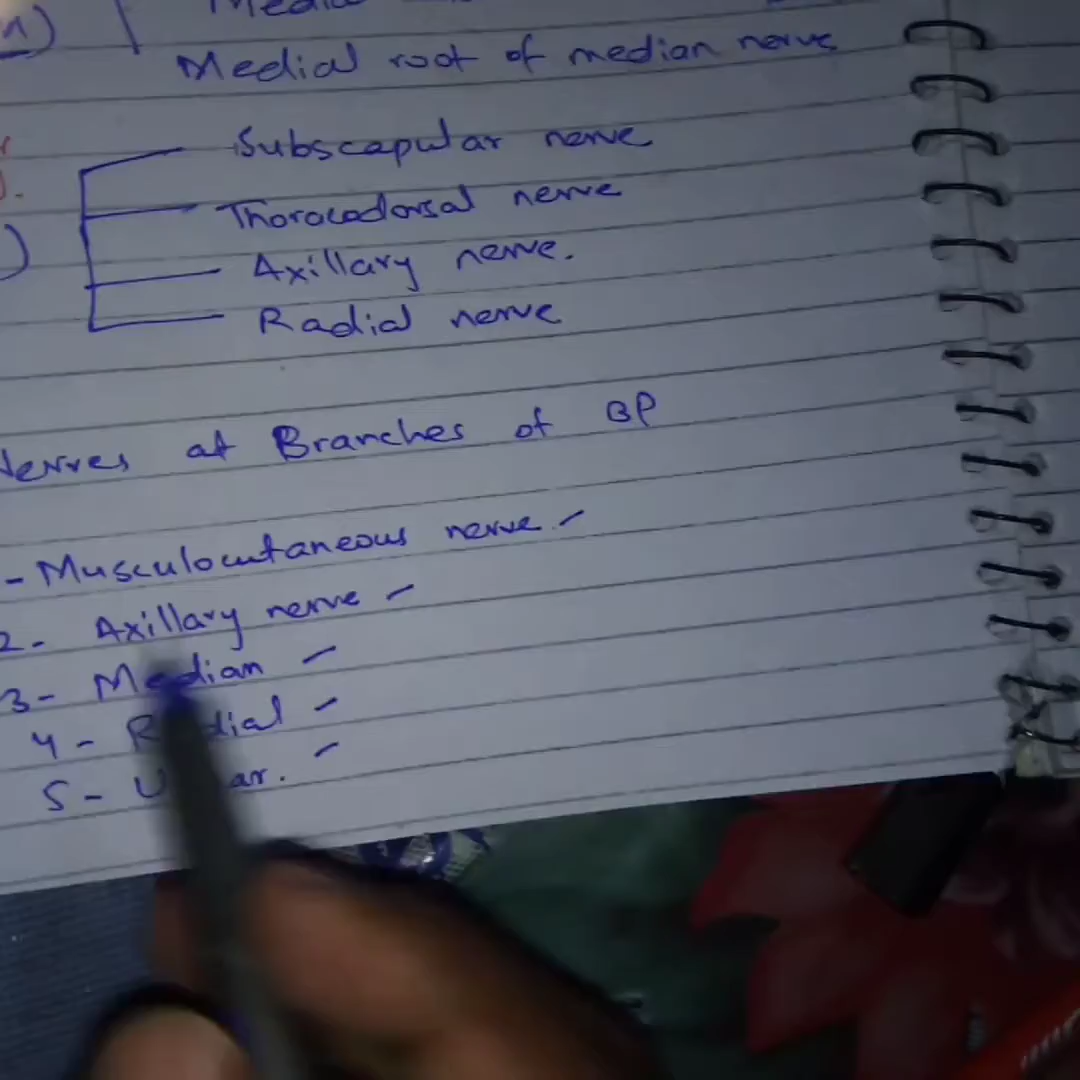 Medial root of median nerve
Subscapular nerve
Thoracodorsal nerve
Axillary nerve.
Radial nerve
Nerves at Branches of BP
- Musculocutaneous nerve -
2- Axillary nerve -
3- Median -
4- Radial -
5- Ulnar. -